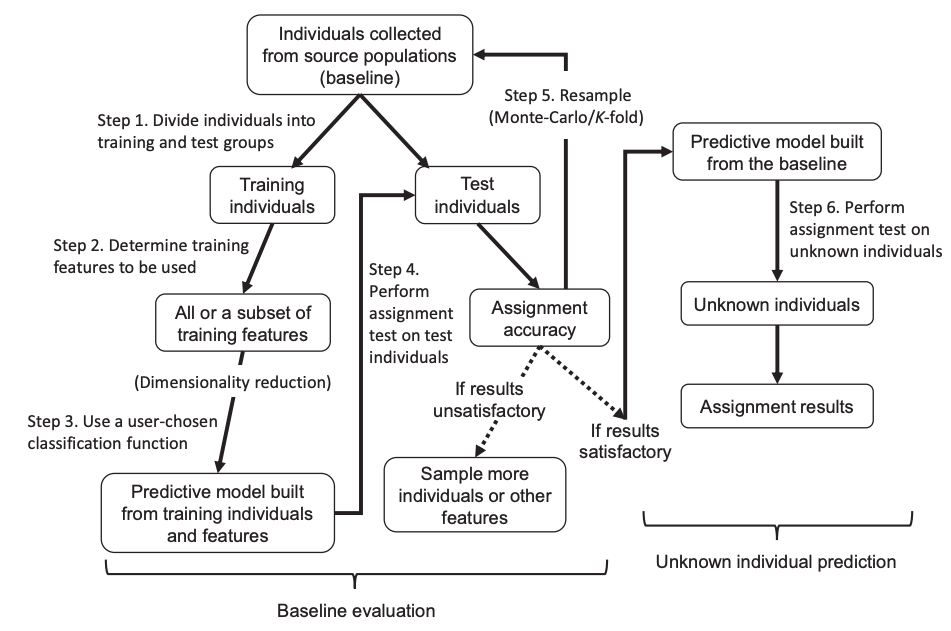 Individuals collected
from source populations
(baseline)
Step 1. Divide individuals into
training and test groups
Step 5. Resample
(Monte-Carlo/K-fold)
Training
individuals
Test
individuals
Step 2. Determine training
features to be used
All or a subset of
training features
(Dimensionality reduction)
Step 3. Use a user-chosen
classification function
Predictive model built
from training individuals
and features
Step 4.
Perform
assignment
test on test
individuals
Assignment
accuracy
If results
unsatisfactory
Sample more
individuals or other
features
If results
satisfactory
Baseline evaluation
Predictive model built
from the baseline
Step 6. Perform
assignment test on
unknown individuals
Unknown individuals
Assignment results
Unknown individual prediction